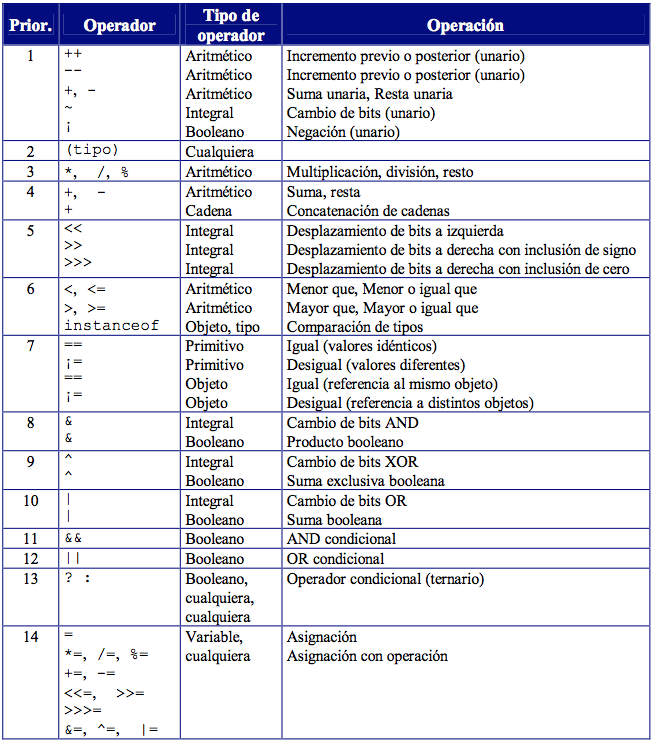 Prior. Operador Tipo de operador Operación
1 ++ Aritmético Incremento previo o posterior (unario)
-- Aritmético Incremento previo o posterior (unario)
+, - Aritmético Suma unaria, Resta unaria
~ Integral Cambio de bits (unario)
¡ Booleano Negación (unario)
2 (tipo) Cualquiera
3 *, /, % Aritmético Multiplicación, división, resto
4 +, - Aritmético Suma, resta
+ Cadena Concatenación de cadenas
5 << Integral Desplazamiento de bits a izquierda
>> Integral Desplazamiento de bits a derecha con inclusión de signo
>>> Integral Desplazamiento de bits a derecha con inclusión de cero
6 <, <= Aritmético Menor que, Menor o igual que
>, >= Aritmético Mayor que, Mayor o igual que
instanceof Objeto, tipo Comparación de tipos
7 == Primitivo Igual (valores idénticos)
¡= Primitivo Desigual (valores diferentes)
== Objeto Igual (referencia al mismo objeto)
¡= Objeto Desigual (referencia a distintos objetos)
8 & Integral Cambio de bits AND
& Booleano Producto booleano
9 ^ Integral Cambio de bits XOR
^ Booleano Suma exclusiva booleana
10 | Integral Cambio de bits OR
| Booleano Suma booleana
11 && Booleano AND condicional
12 || Booleano OR condicional
13 ? : Booleano, Operador condicional (ternario)
cualquiera,
cualquiera
14 = Variable, Asignación
*=, /=, %= cualquiera Asignación con operación
+=, -=
<<=, >>=
>>>=
&=, ^=, |=